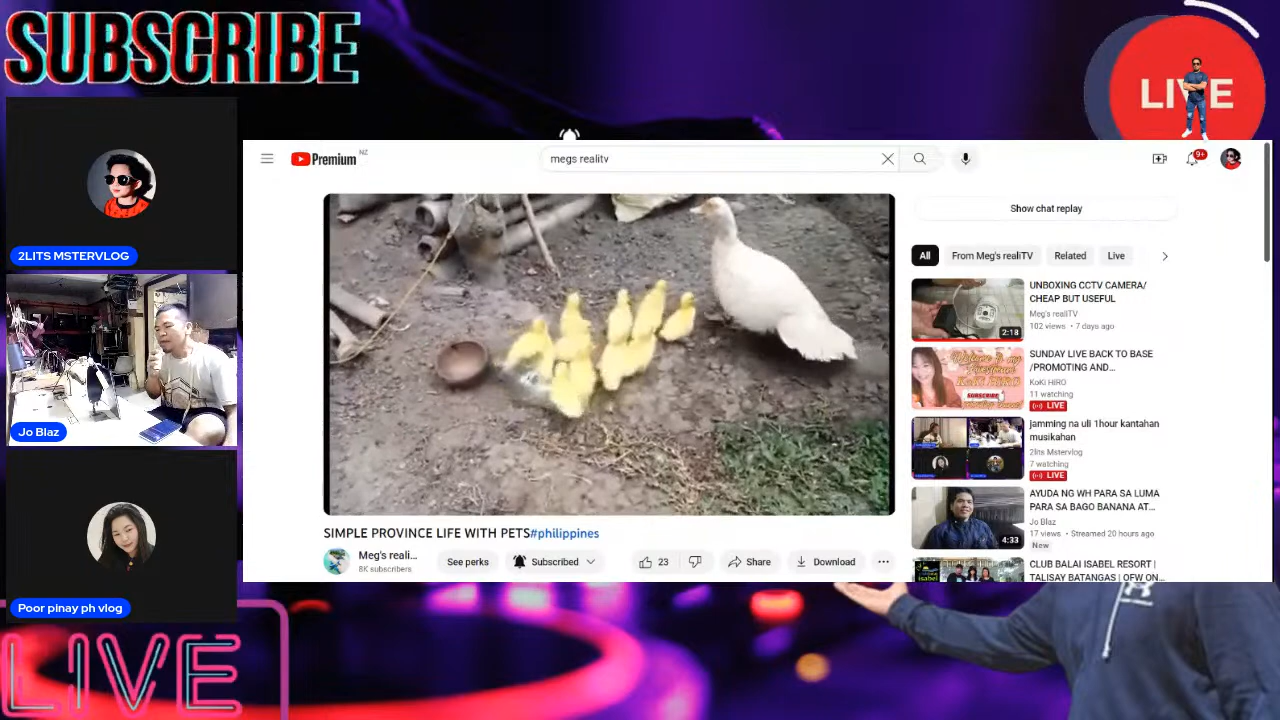 SUBSCRIBE
LIVE
2LITS MSTERVLOG
Jo Blaz
Poor pinay ph vlog
LIVE
Premium NZ
megs realitv
9+
SIMPLE PROVINCE LIFE WITH PETS#philippines
Meg's reali...
8K subscribers
See perks
Subscribed
23
Share
Download
Show chat replay
All
From Meg's realiTV
Related
Live
2:18
UNBOXING CCTV CAMERA/
CHEAP BUT USEFUL
Meg's realiTV
102 views • 7 days ago
SUNDAY LIVE BACK TO BASE
/PROMOTING AND...
KoKi HIRO
11 watching
LIVE
jamming na uli 1hour kantahan
musikahan
2lits Mstervlog
7 watching
LIVE
4:33
AYUDA NG WH PARA SA LUMA
PARA SA BAGO BANANA AT...
Jo Blaz
17 views • Streamed 20 hours ago
New
CLUB BALAI ISABEL RESORT |
TALISAY BATANGAS | OFW ON...